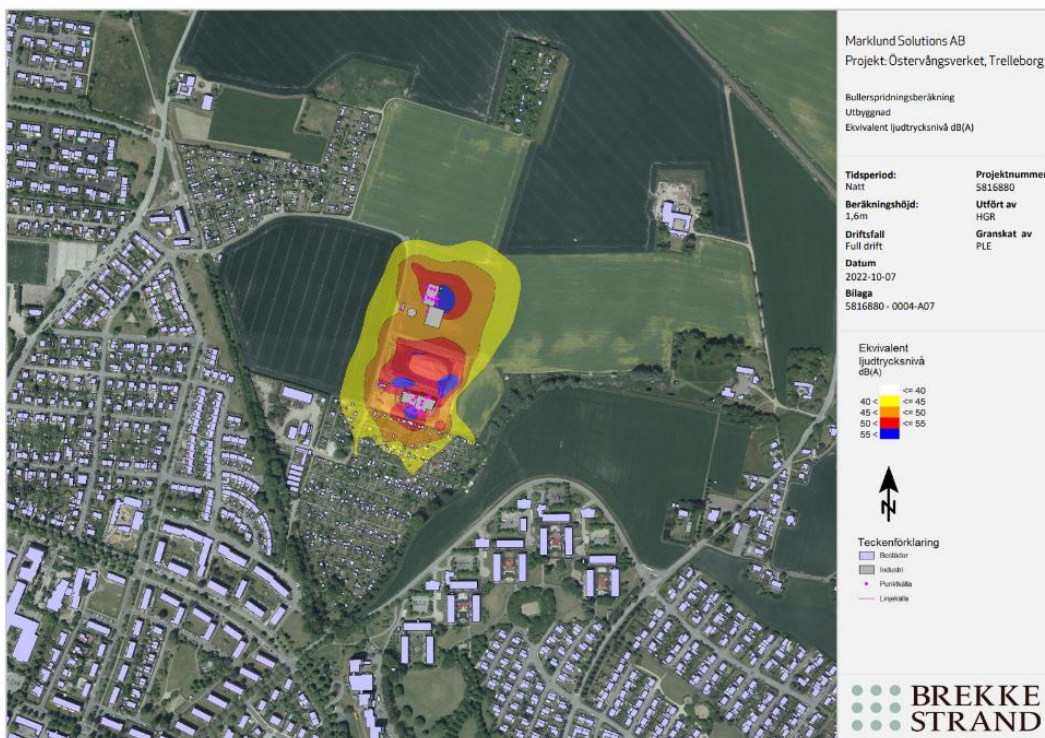 Marklund Solutions AB
Projekt: Östervångsverket, Trelleborg
Bullerspridningsberäkning
Utbyggnad
Ekvivalent ljudtrycksnivå dB(A)
Tidsperiod: Projektnummer
Natt 5816880
Beräkningshöjd: Utfört av
1,6m HGR
Driftsfall Granskat av
Full drift PLE
Datum
2022-10-07
Bilaga
5816880 - 0004-A07
Ekvivalent
ljudtrycksnivå
dB(A)
<= 40
40 < <= 45
45 < <= 50
50 < <= 55
55 <
N
Teckenförklaring
Bostäder
Industri
Punktkälla
Linjekälla
BREKKE
STRAND